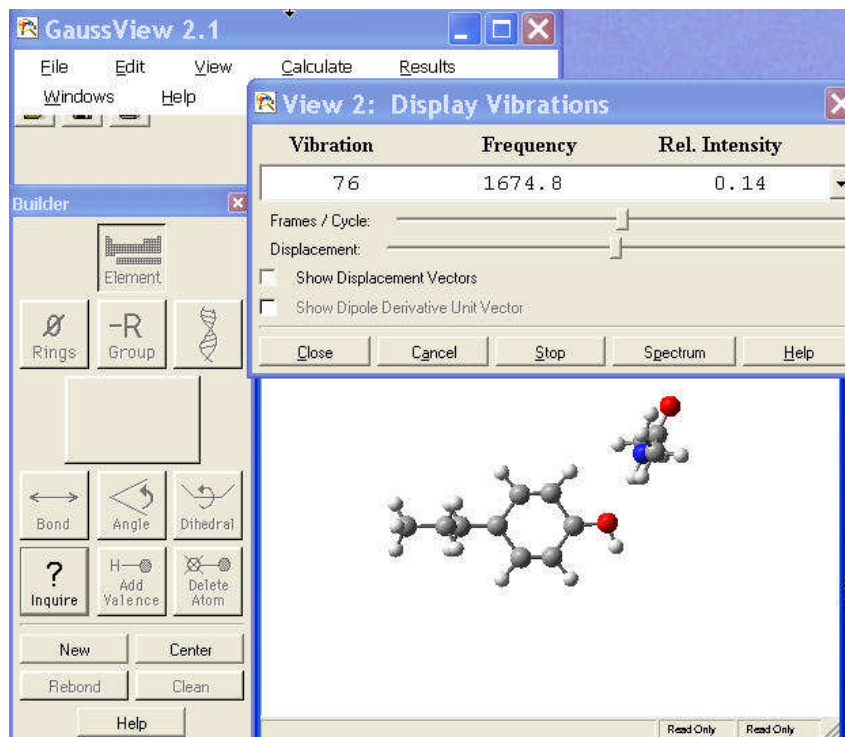 GaussView 2.1
File Edit View Calculate Results
Windows Help
View 2: Display Vibrations
Vibration Frequency Rel. Intensity
76 1674.8 0.14
Frames / Cycle:
Displacement:
Show Displacement Vectors
Show Dipole Derivative Unit Vector
Close Cancel Stop Spectrum Help
Builder
Element
Rings -R Group
Bond Angle Dihedral
? H
Inquire Add Valence Delete Atom
New Center
Rebond Clean
Help
Read Only Read Only